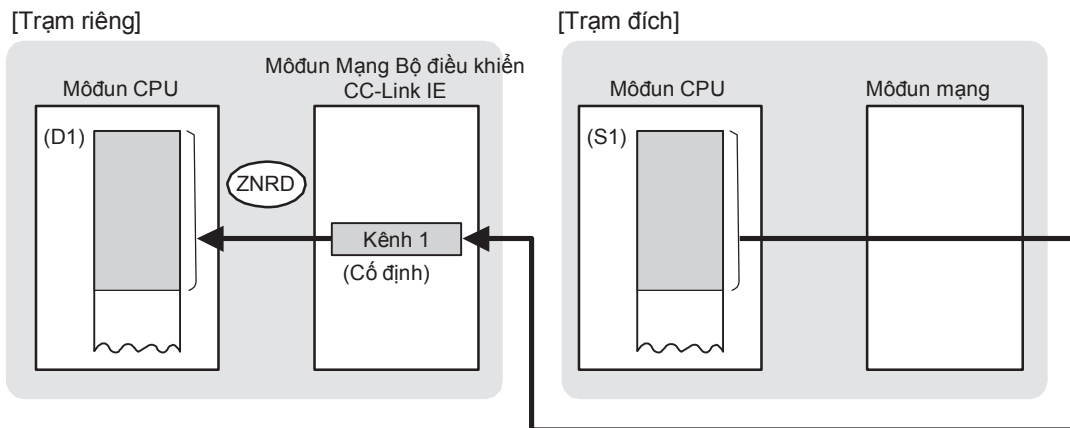 [Trạm riêng]
[Trạm đích]
Môđun CPU
Môđun Mạng Bộ điều khiển
CC-Link IE
Môđun CPU
Môđun mạng
(D1)
ZNRD
Kênh 1
(Cố định)
(S1)